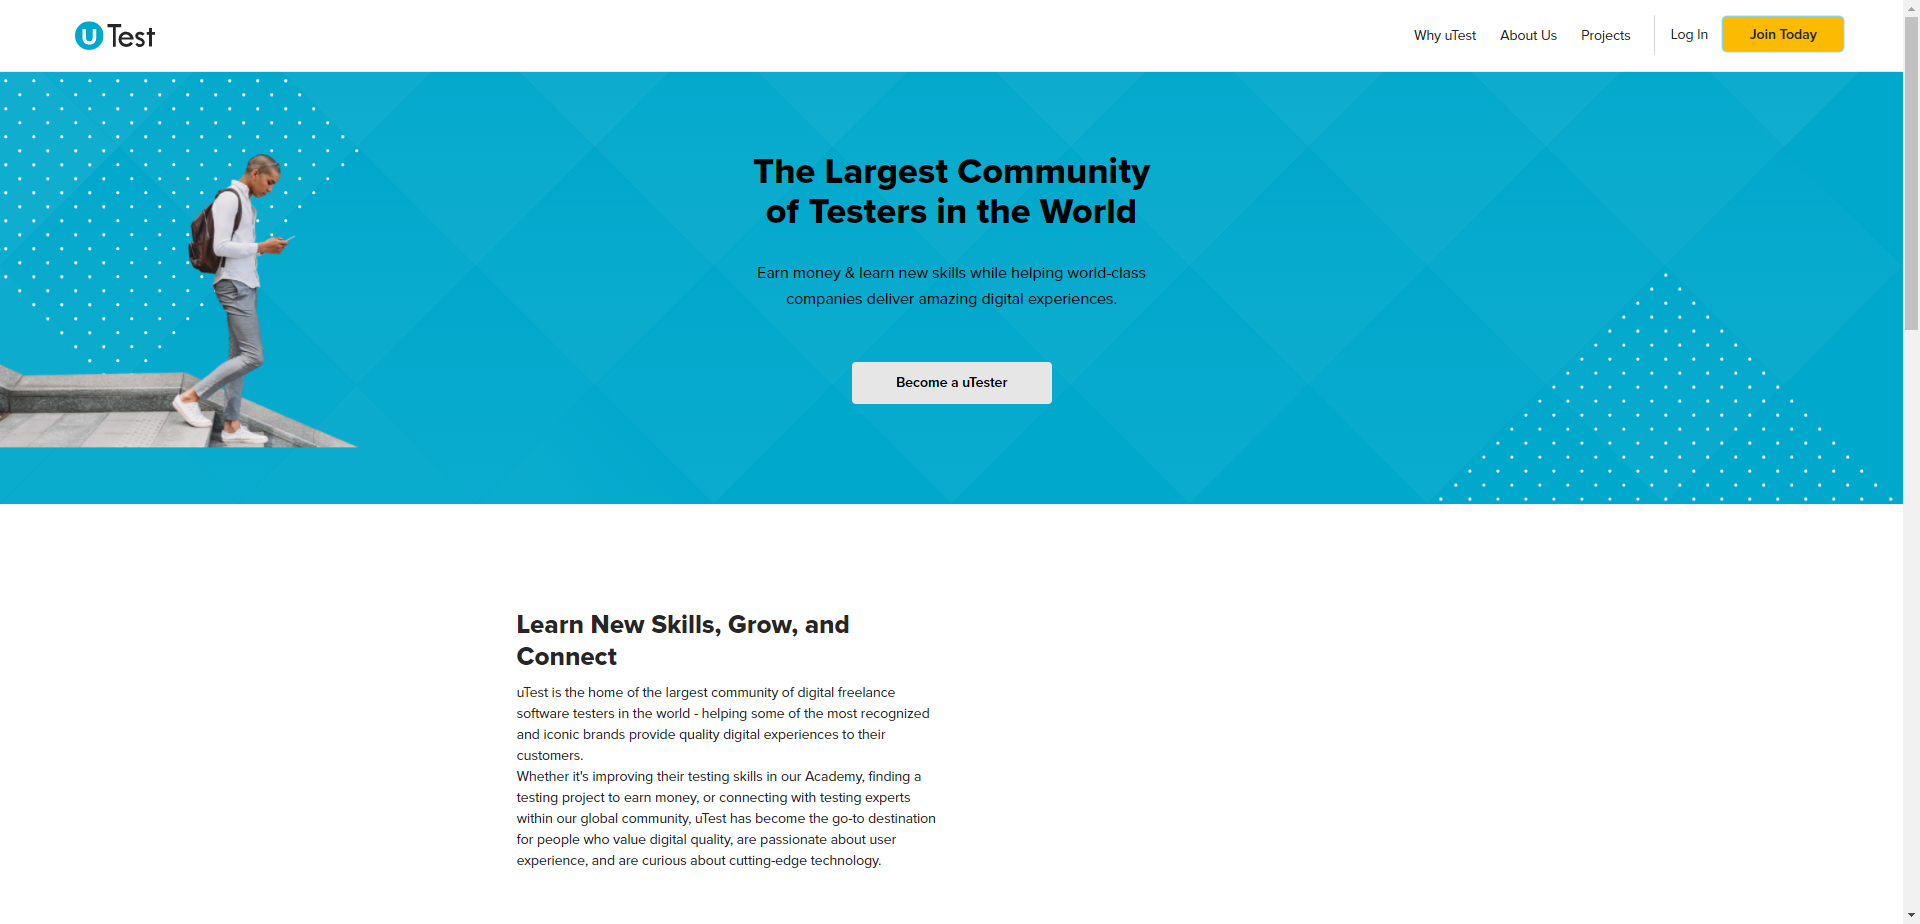 uTest
Why uTest
About Us
Projects
Log In
Join Today
The Largest Community
of Testers in the World
Earn money & learn new skills while helping world-class
companies deliver amazing digital experiences.
Become a uTester
Learn New Skills, Grow, and
Connect
uTest is the home of the largest community of digital freelance
software testers in the world - helping some of the most recognized
and iconic brands provide quality digital experiences to their
customers.
Whether it's improving their testing skills in our Academy, finding a
testing project to earn money, or connecting with testing experts
within our global community, uTest has become the go-to destination
for people who value digital quality, are passionate about user
experience, and are curious about cutting-edge technology.